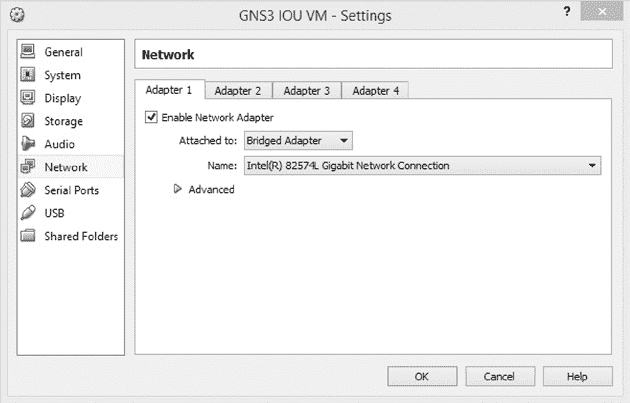 GNS3 IOU VM - Settings
?
×
General
System
Display
Storage
Audio
Network
Serial Ports
USB
Shared Folders
Network
Adapter 1 Adapter 2 Adapter 3 Adapter 4
Enable Network Adapter
Attached to: Bridged Adapter
Name: Intel(R) 82574L Gigabit Network Connection
Advanced
OK Cancel Help